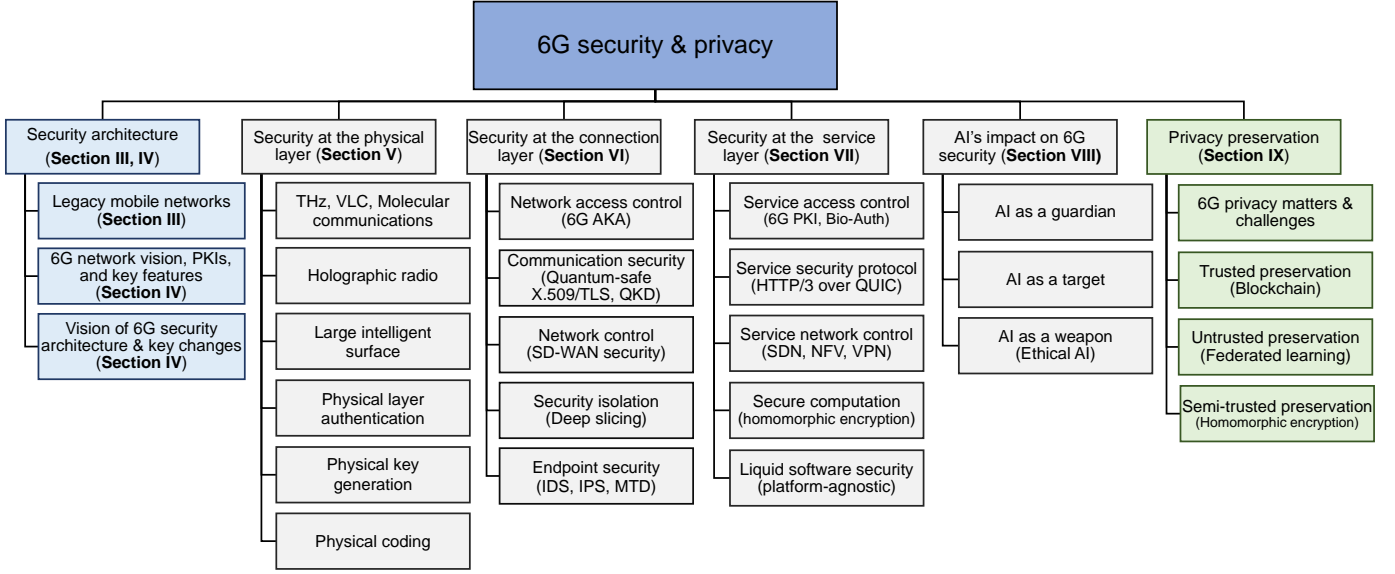 6G security & privacy
Security architecture
(Section III, IV)
Legacy mobile networks
(Section III)
6G network vision, PKIs,
and key features
(Section IV)
Vision of 6G security
architecture & key changes
(Section IV)
Security at the physical
layer (Section V)
THz, VLC, Molecular
communications
Holographic radio
Large intelligent
surface
Physical layer
authentication
Physical key
generation
Physical coding
Security at the connection
layer (Section VI)
Network access control
(6G AKA)
Communication security
(Quantum-safe
X.509/TLS, QKD)
Network control
(SD-WAN security)
Security isolation
(Deep slicing)
Endpoint security
(IDS, IPS, MTD)
Security at the service
layer (Section VII)
Service access control
(6G PKI, Bio-Auth)
Service security protocol
(HTTP/3 over QUIC)
Service network control
(SDN, NFV, VPN)
Secure computation
(homomorphic encryption)
Liquid software security
(platform-agnostic)
AI's impact on 6G
security (Section VIII)
AI as a guardian
AI as a target
AI as a weapon
(Ethical AI)
Privacy preservation
(Section IX)
6G privacy matters &
challenges
Trusted preservation
(Blockchain)
Untrusted preservation
(Federated learning)
Semi-trusted preservation
(Homomorphic encryption)